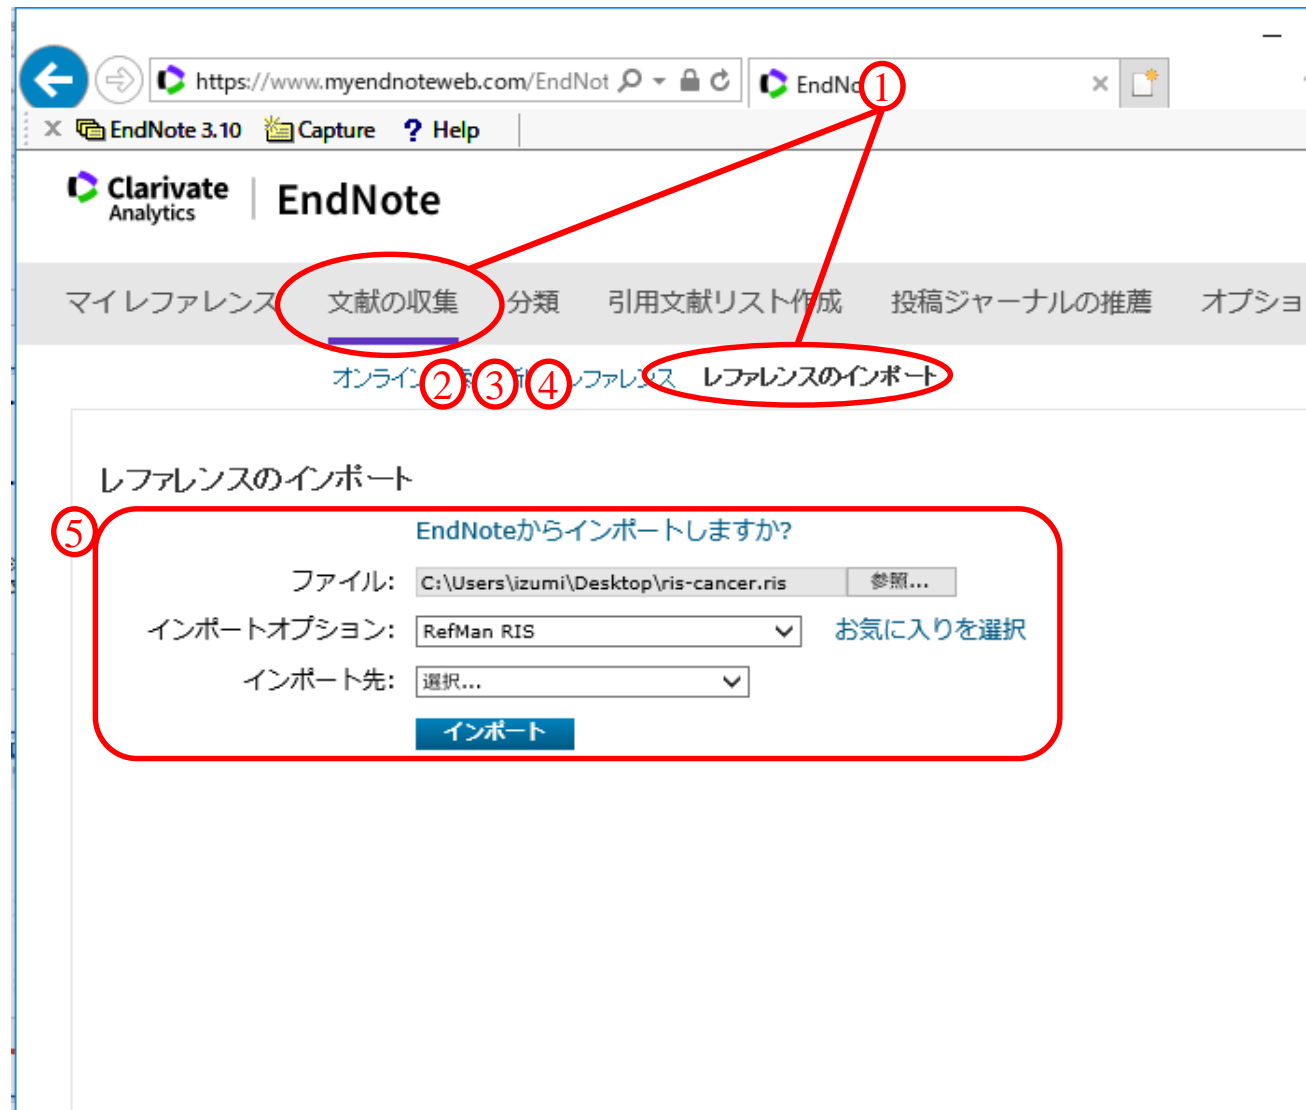 https://www.myendnoteweb.com/EndNot
EndNo
①
EndNote 3.10 Capture ? Help
Clarivate Analytics | EndNote
マイレファレンス 文献の収集 分類 引用文献リスト作成 投稿ジャーナルの推薦 オプショ
オンライン ② ③ ④ レファレンス レファレンスのインポート
レファレンスのインポート
⑤
EndNoteからインポートしますか?
ファイル: C:\Users\izumi\Desktop\ris-cancer.ris 参照...
インポートオプション: RefMan RIS お気に入りを選択
インポート先: 選択...
インポート